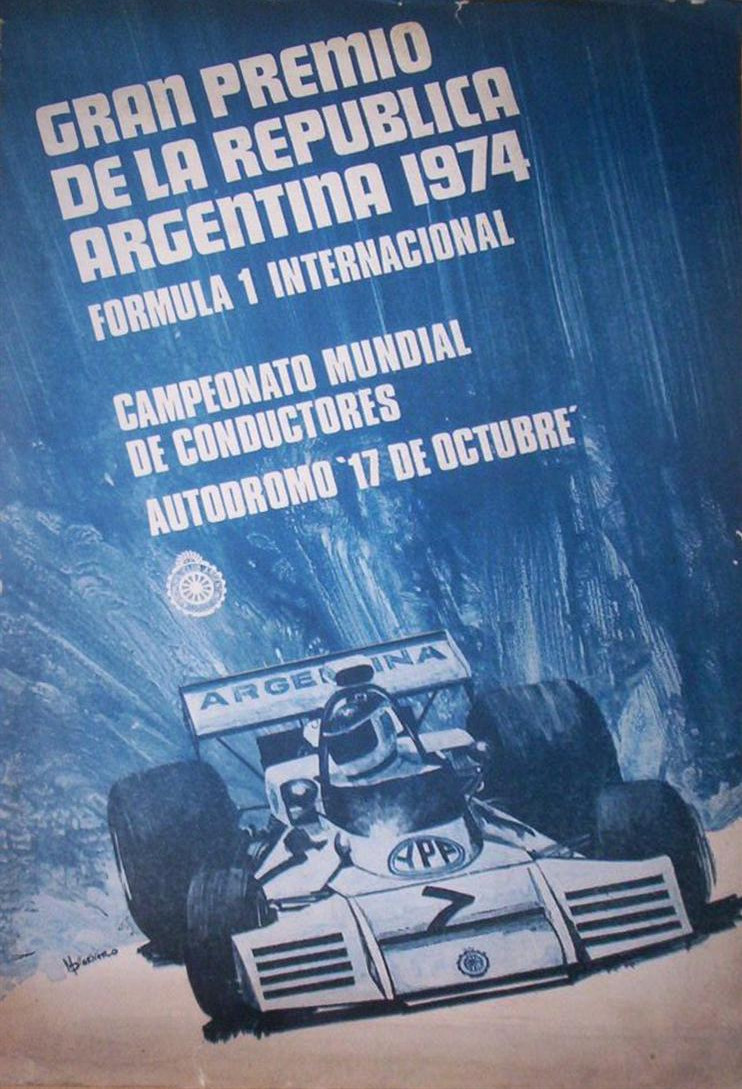 GRAN PREMIO
DE LA REPUBLICA
ARGENTINA 1974
FORMULA 1 INTERNACIONAL
CAMPEONATO MUNDIAL
DE CONDUCTORES
AUTODROMO '17 DE OCTUBRE'
ARGENTINA
YPF
7